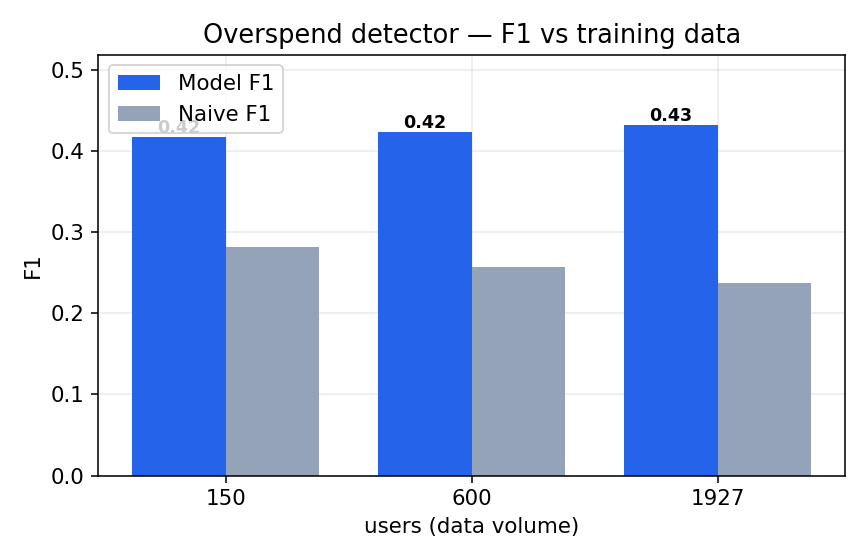 Overspend detector — F1 vs training data
Model F1
Naive F1
0.42
0.42
0.43
F1
0.5
0.4
0.3
0.2
0.1
0.0
150
600
1927
users (data volume)